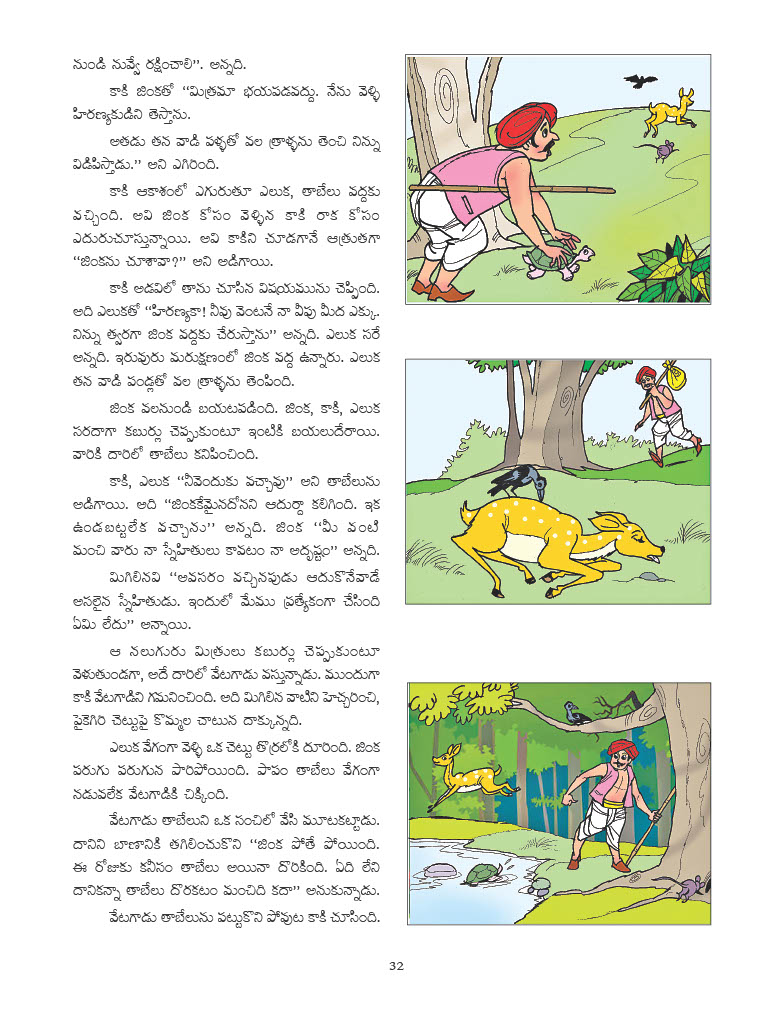 నుండి నువ్వే రక్షించాలి”. అన్నది.
కాకి జింకతో “మిత్రమా భయపడవద్దు. నేను వెళ్ళి
హిరణ్యకుడిని తెస్తాను.
అతడు తన వాడి పళ్ళతో వల త్రాళ్ళను తెంచి నిన్ను
విడిపిస్తాడు.” అని ఎగిరింది.
కాకి ఆకాశంలో ఎగురుతూ ఎలుక, తాబేలు వద్దకు
వచ్చింది. అవి జింక కోసం వెళ్ళిన కాకి రాక కోసం
ఎదురుచూస్తున్నాయి. అవి కాకిని చూడగానే ఆత్రుతగా
“జింకను చూశావా?” అని అడిగాయి.
కాకి అడవిలో తాను చూసిన విషయమును చెప్పింది.
అది ఎలుకతో “హిరణ్యకా! నీవు వెంటనే నా వీపు మీద ఎక్కు.
నిన్ను త్వరగా జింక వద్దకు చేరుస్తాను” అన్నది. ఎలుక సరే
అన్నది. ఇరువురు మరుక్షణంలో జింక వద్ద ఉన్నారు. ఎలుక
తన వాడి పండ్లతో వల త్రాళ్ళను తెంపింది.
జింక వలనుండి బయటపడింది. జింక, కాకి, ఎలుక
సరదాగా కబుర్లు చెప్పుకుంటూ ఇంటికి బయలుదేరాయి.
వారికి దారిలో తాబేలు కనిపించింది.
కాకి, ఎలుక “నీవెందుకు వచ్చావు” అని తాబేలును
అడిగాయి. అది “జింకకేమైనదోనని ఆదుర్దా కలిగింది. ఇక
ఉండబట్టలేక వచ్చాను” అన్నది. జింక “మీ వంటి
మంచి వారు నా స్నేహితులు కావటం నా అదృష్టం” అన్నది.
మిగిలినవి “అవసరం వచ్చినపుడు ఆదుకొనేవాడే
అసలైన స్నేహితుడు. ఇందులో మేము ప్రత్యేకంగా చేసింది
ఏమి లేదు” అన్నాయి.
ఆ నలుగురు మిత్రులు కబుర్లు చెప్పుకుంటూ
వెళుతుండగా, అదే దారిలో వేటగాడు వస్తున్నాడు. ముందుగా
కాకి వేటగాడిని గమనించింది. అది మిగిలిన వాటిని హెచ్చరించి,
పైకెగిరి చెట్టుపై కొమ్మల చాటున దాక్కున్నది.
ఎలుక వేగంగా వెళ్ళి ఒక చెట్టు తొర్రలోకి దూరింది. జింక
పరుగు పరుగున పారిపోయింది. పాపం తాబేలు వేగంగా
నడువలేక వేటగాడికి చిక్కింది.
వేటగాడు తాబేలుని ఒక సంచిలో వేసి మూటకట్టాడు.
దానిని బాణానికి తగిలించుకొని “జింక పోతే పోయింది.
ఈ రోజుకు కనీసం తాబేలు అయినా దొరికింది. ఏది లేని
దానికన్నా తాబేలు దొరకటం మంచిది కదా” అనుకున్నాడు.
వేటగాడు తాబేలును పట్టుకొని పోవుట కాకి చూసింది.
32